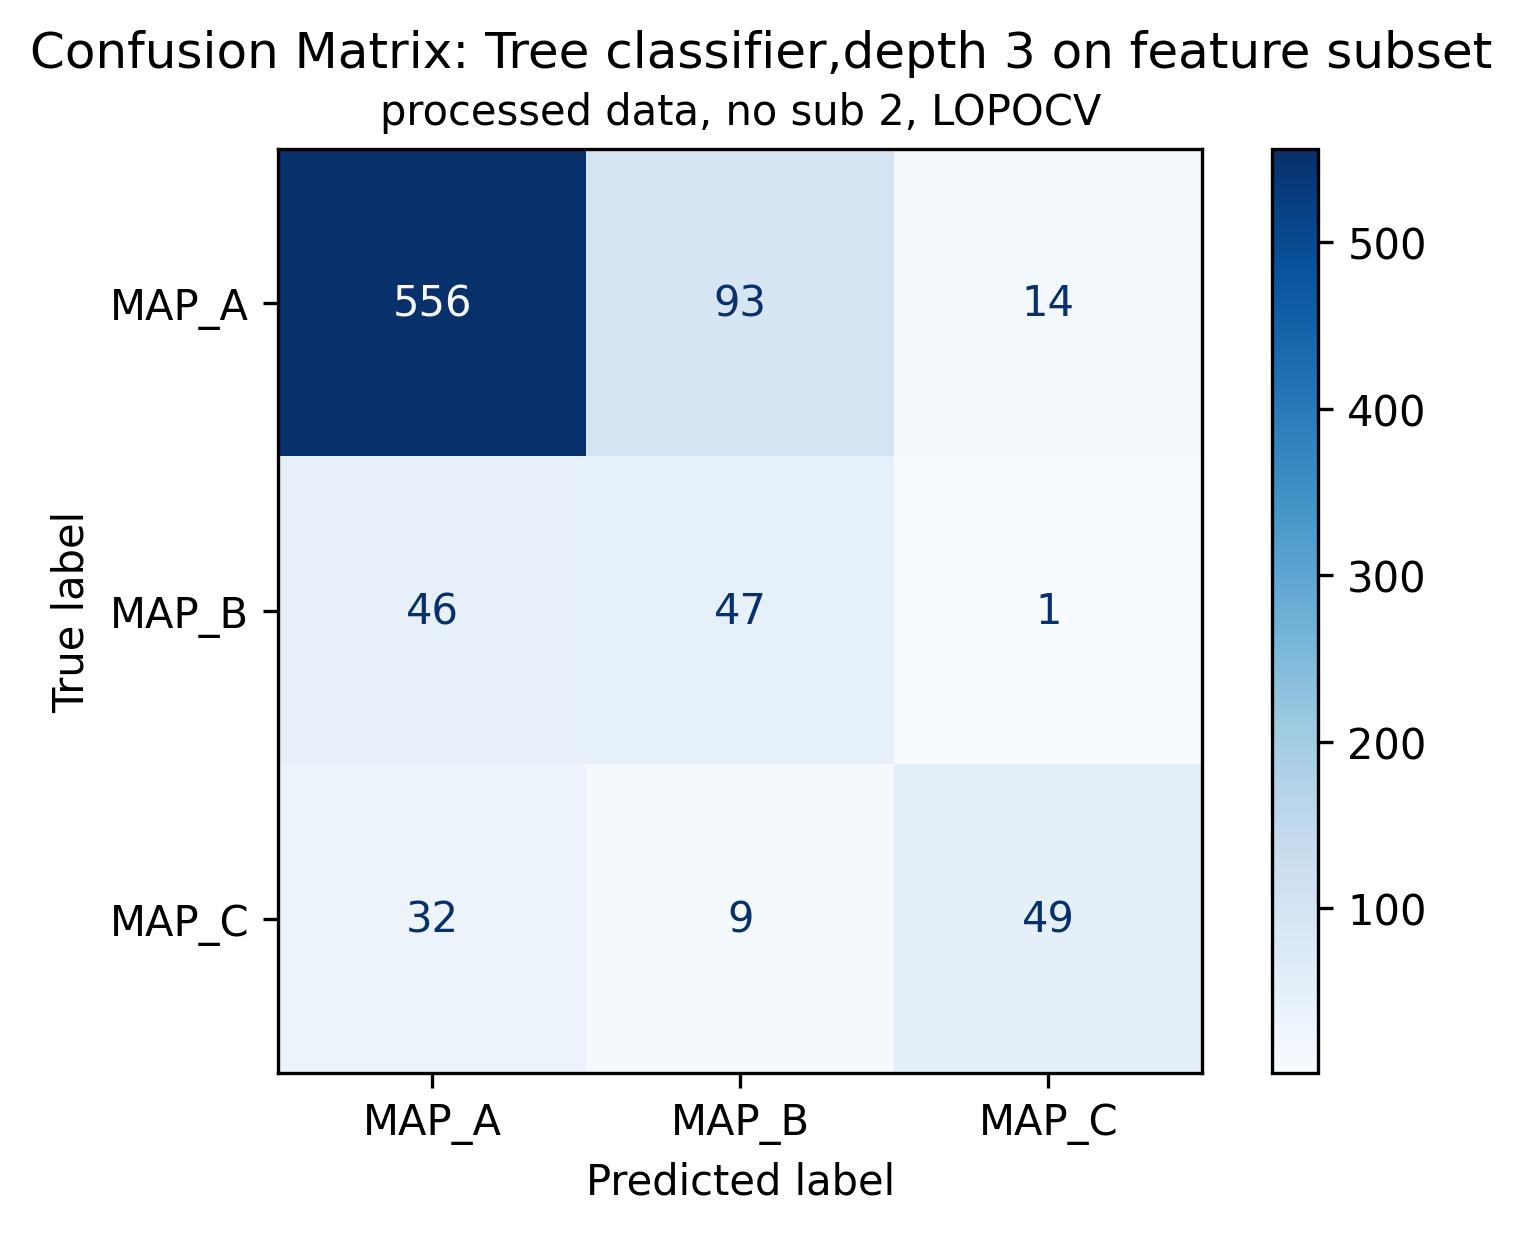 Confusion Matrix: Tree classifier,depth 3 on feature subset
processed data, no sub 2, LOPOCV
True label
MAP_A
556 93 14
MAP_B
46 47 1
MAP_C
32 9 49
MAP_A MAP_B MAP_C
Predicted label
500
400
300
200
100